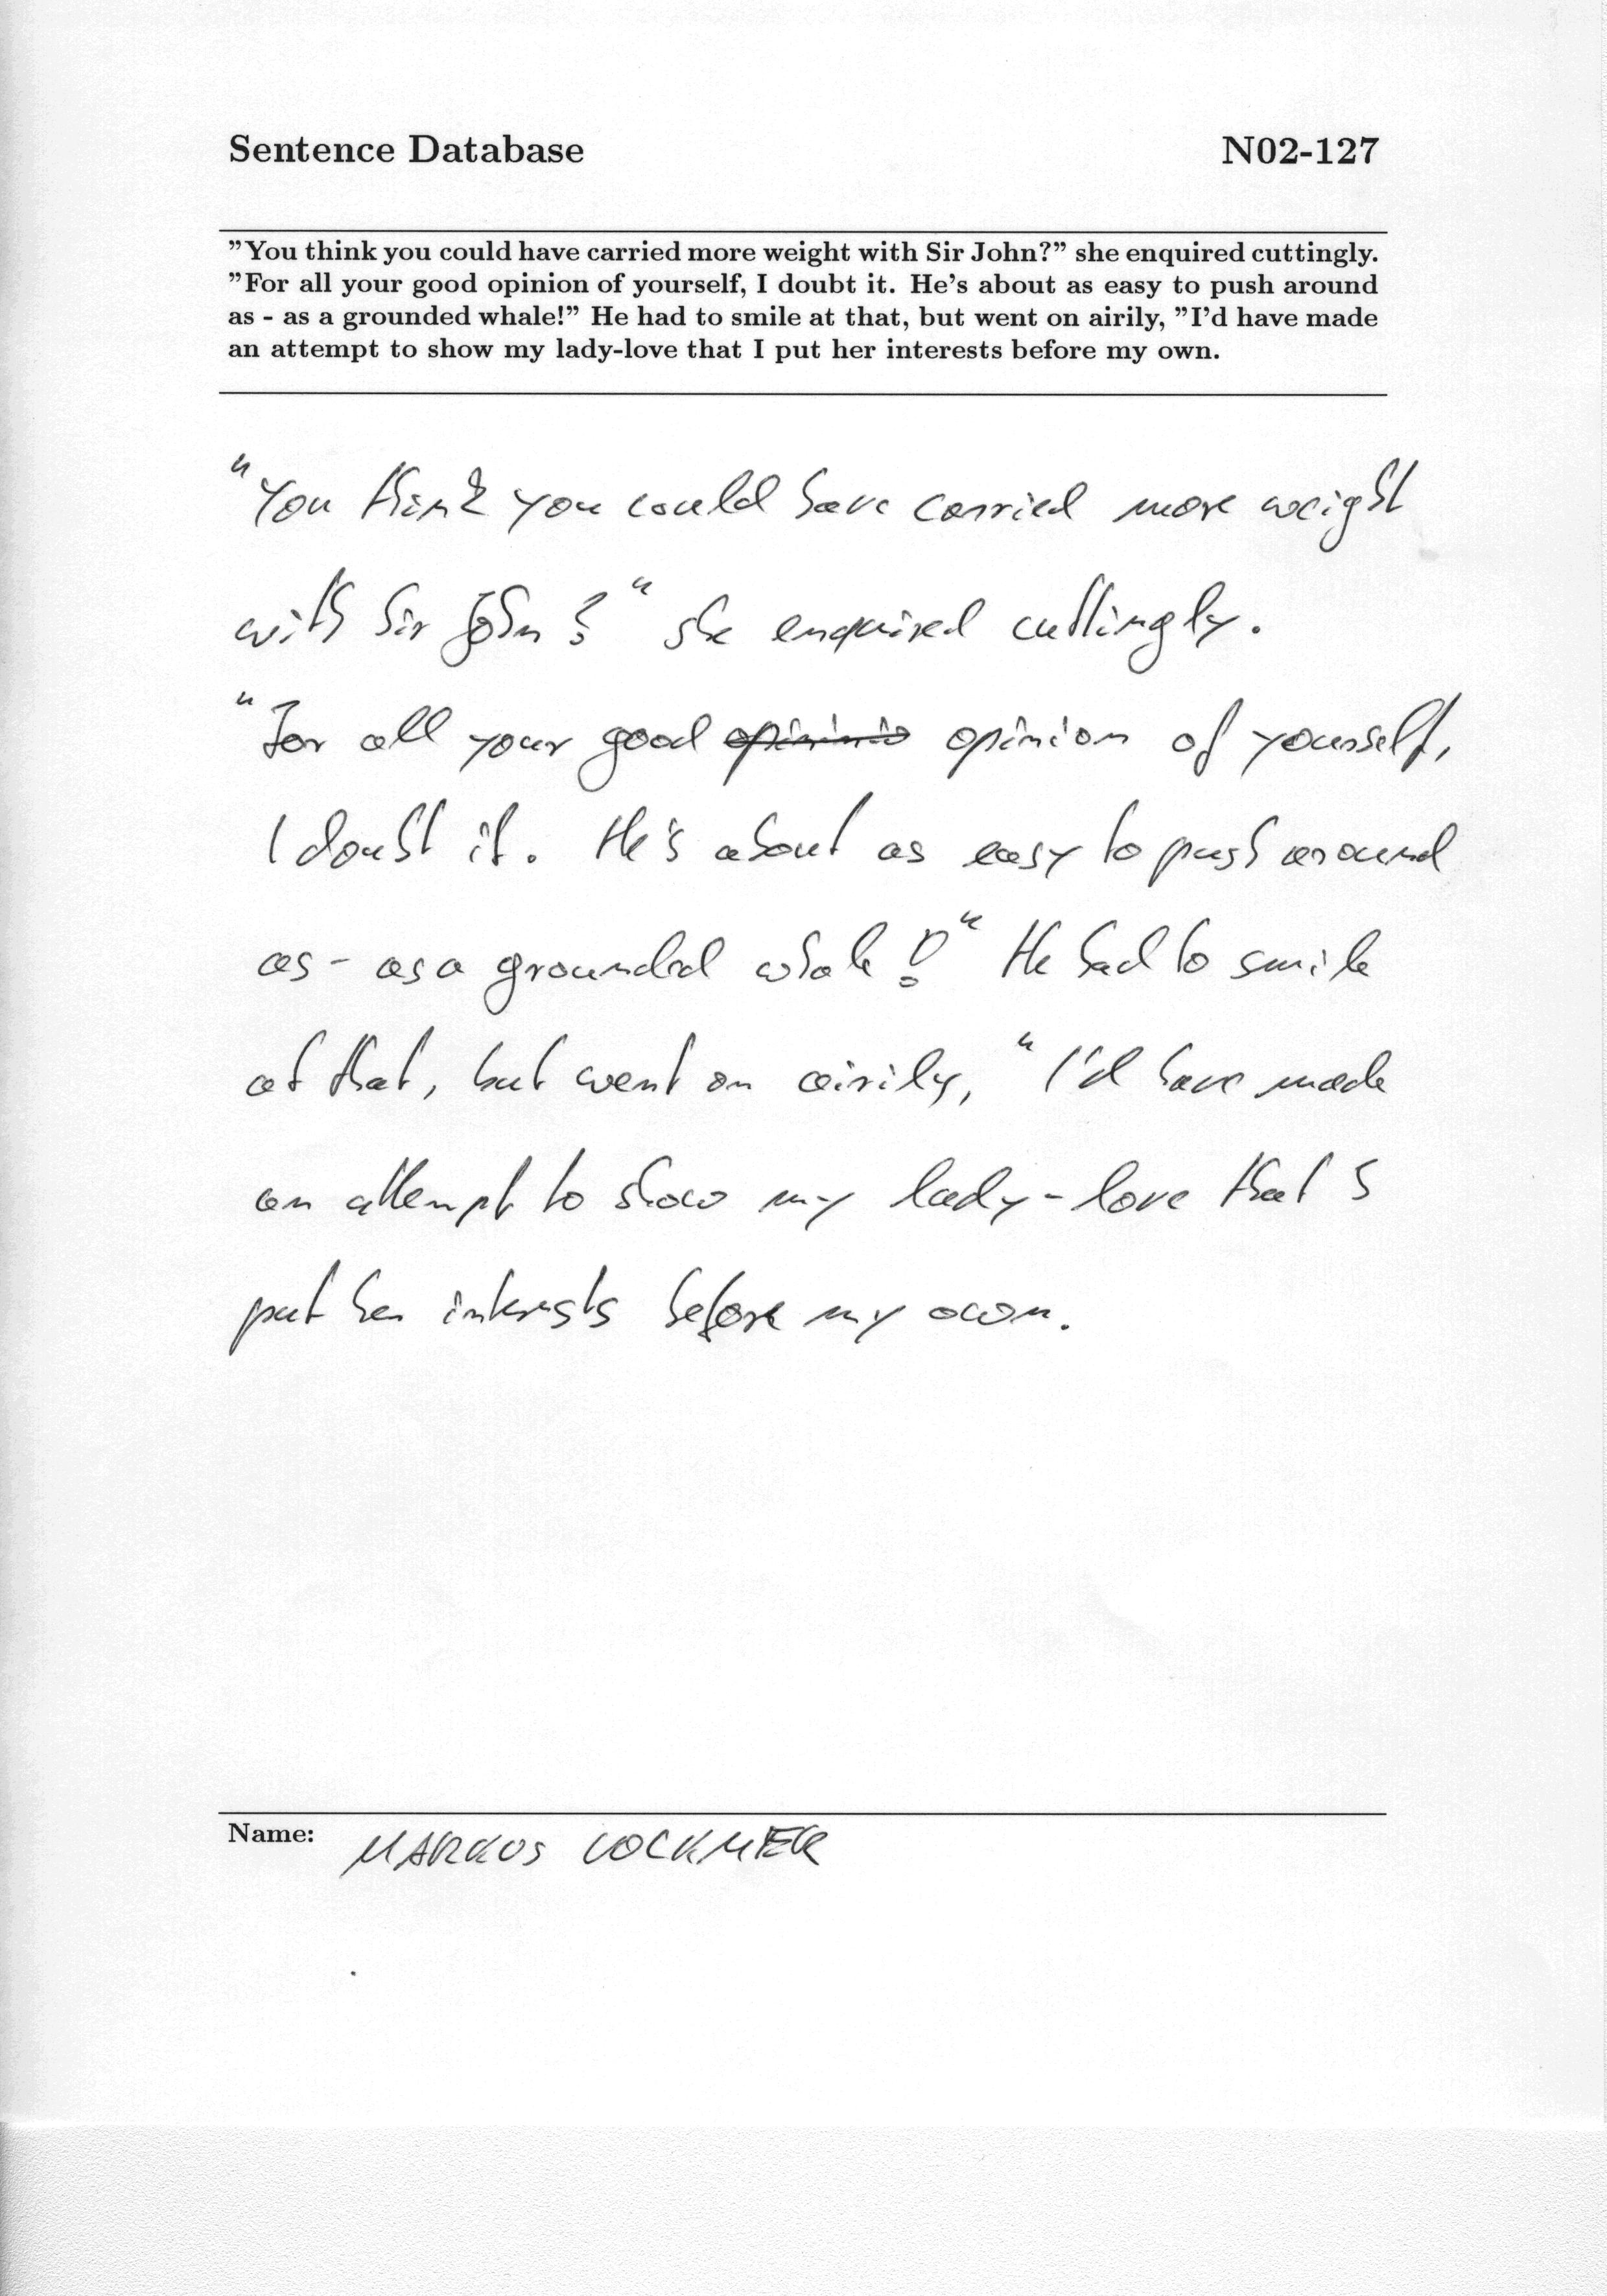 Sentence Database N02-127
"You think you could have carried more weight with Sir John?" she enquired cuttingly.
"For all your good opinion of yourself, I doubt it. He's about as easy to push around
as - as a grounded whale!" He had to smile at that, but went on airily, "I'd have made
an attempt to show my lady-love that I put her interests before my own.
"You think you could have carried more weight
with Sir John?" she enquired cuttingly.
"For all your good opinion of yourself,
I doubt it. He's about as easy to push around
as - as a grounded whale!" He had to smile
at that, but went on airily, "I'd have made
an attempt to show my lady-love that I
put her interests before my own.
Name: MARKUS